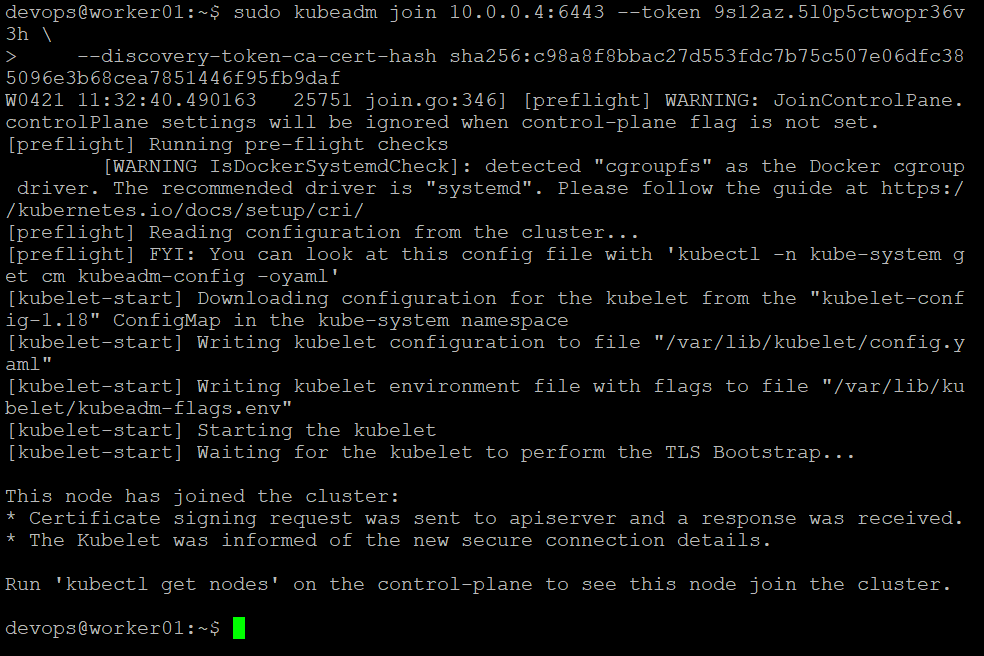 devops@worker01:~$ sudo kubeadm join 10.0.0.4:6443 --token 9s12az.5l0p5ctwopr36v
3h \
>     --discovery-token-ca-cert-hash sha256:c98a8f8bbac27d553fdc7b75c507e06dfc38
5096e3b68cea7851446f95fb9daf
W0421 11:32:40.490163   25751 join.go:346] [preflight] WARNING: JoinControlPane.
controlPlane settings will be ignored when control-plane flag is not set.
[preflight] Running pre-flight checks
        [WARNING IsDockerSystemdCheck]: detected "cgroupfs" as the Docker cgroup
 driver. The recommended driver is "systemd". Please follow the guide at https:/
/kubernetes.io/docs/setup/cri/
[preflight] Reading configuration from the cluster...
[preflight] FYI: You can look at this config file with 'kubectl -n kube-system g
et cm kubeadm-config -oyaml'
[kubelet-start] Downloading configuration for the kubelet from the "kubelet-conf
ig-1.18" ConfigMap in the kube-system namespace
[kubelet-start] Writing kubelet configuration to file "/var/lib/kubelet/config.y
aml"
[kubelet-start] Writing kubelet environment file with flags to file "/var/lib/ku
belet/kubeadm-flags.env"
[kubelet-start] Starting the kubelet
[kubelet-start] Waiting for the kubelet to perform the TLS Bootstrap...

This node has joined the cluster:
* Certificate signing request was sent to apiserver and a response was received.
* The Kubelet was informed of the new secure connection details.

Run 'kubectl get nodes' on the control-plane to see this node join the cluster.

devops@worker01:~$